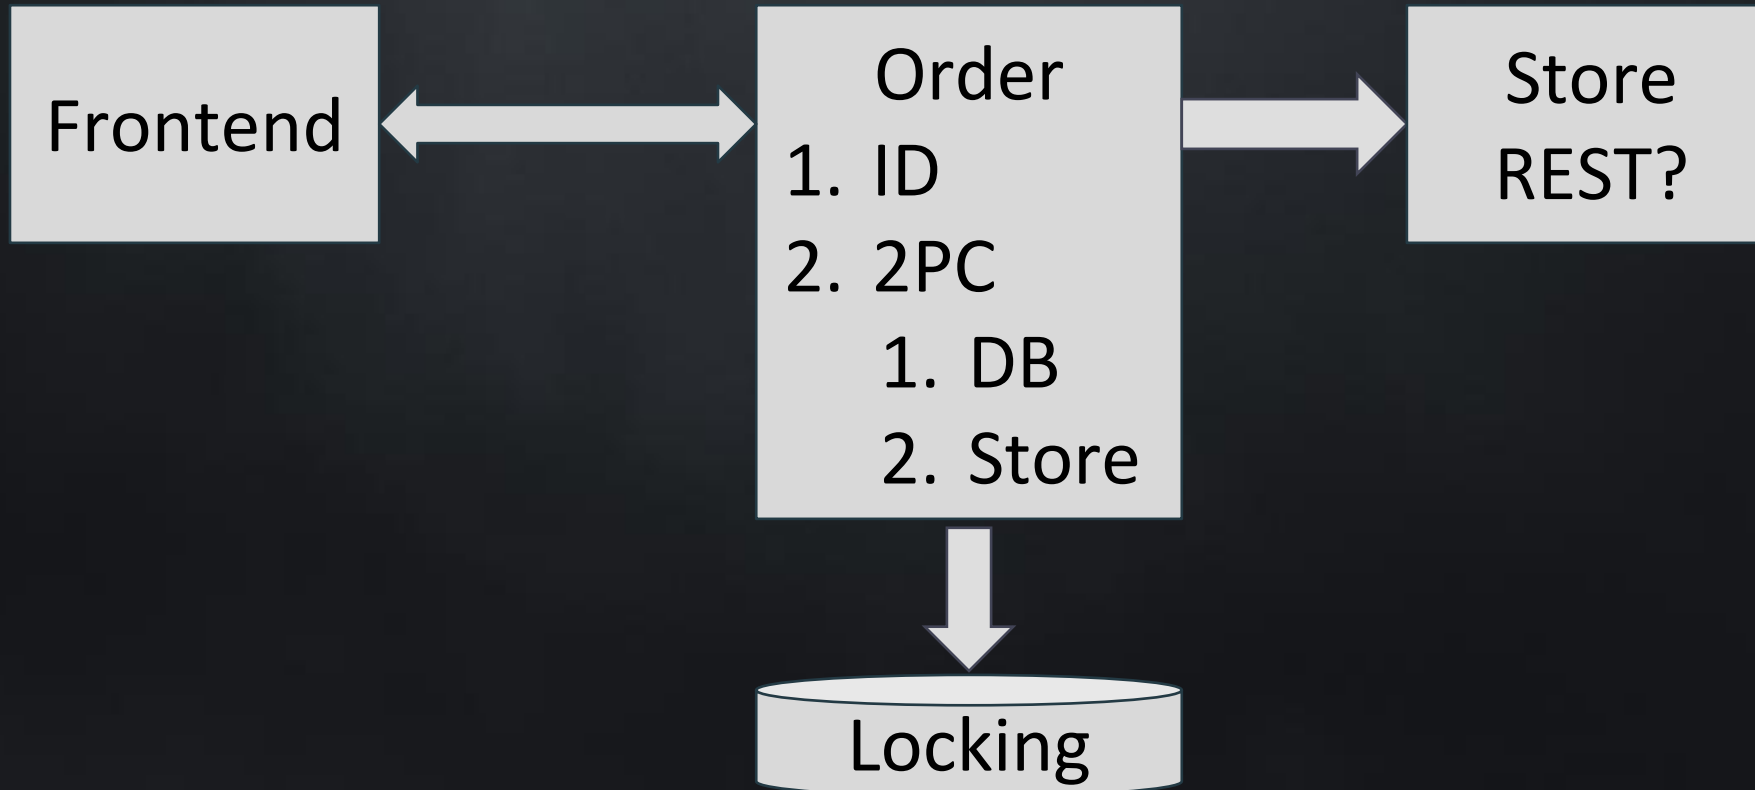 Frontend
Order
1. ID
2. 2PC
1. DB
2. Store
Store
REST?
Locking